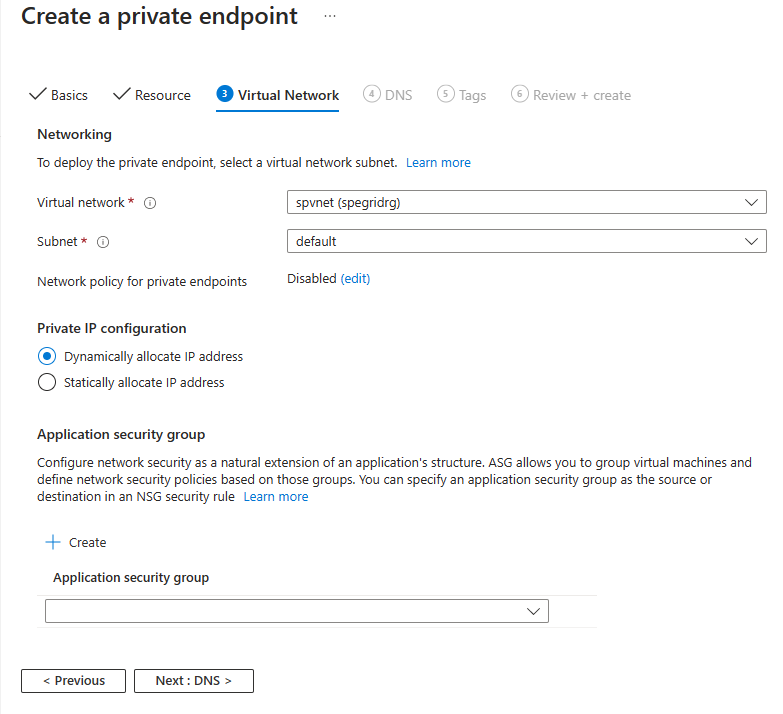 Create a private endpoint ...
Basics Resource 3 Virtual Network 4 DNS 5 Tags 6 Review + create
Networking
To deploy the private endpoint, select a virtual network subnet. Learn more
Virtual network * spvnet (spegridrg)
Subnet * default
Network policy for private endpoints Disabled (edit)
Private IP configuration
Dynamically allocate IP address
Statically allocate IP address
Application security group
Configure network security as a natural extension of an application's structure. ASG allows you to group virtual machines and
define network security policies based on those groups. You can specify an application security group as the source or
destination in an NSG security rule Learn more
+ Create
Application security group
< Previous Next : DNS >